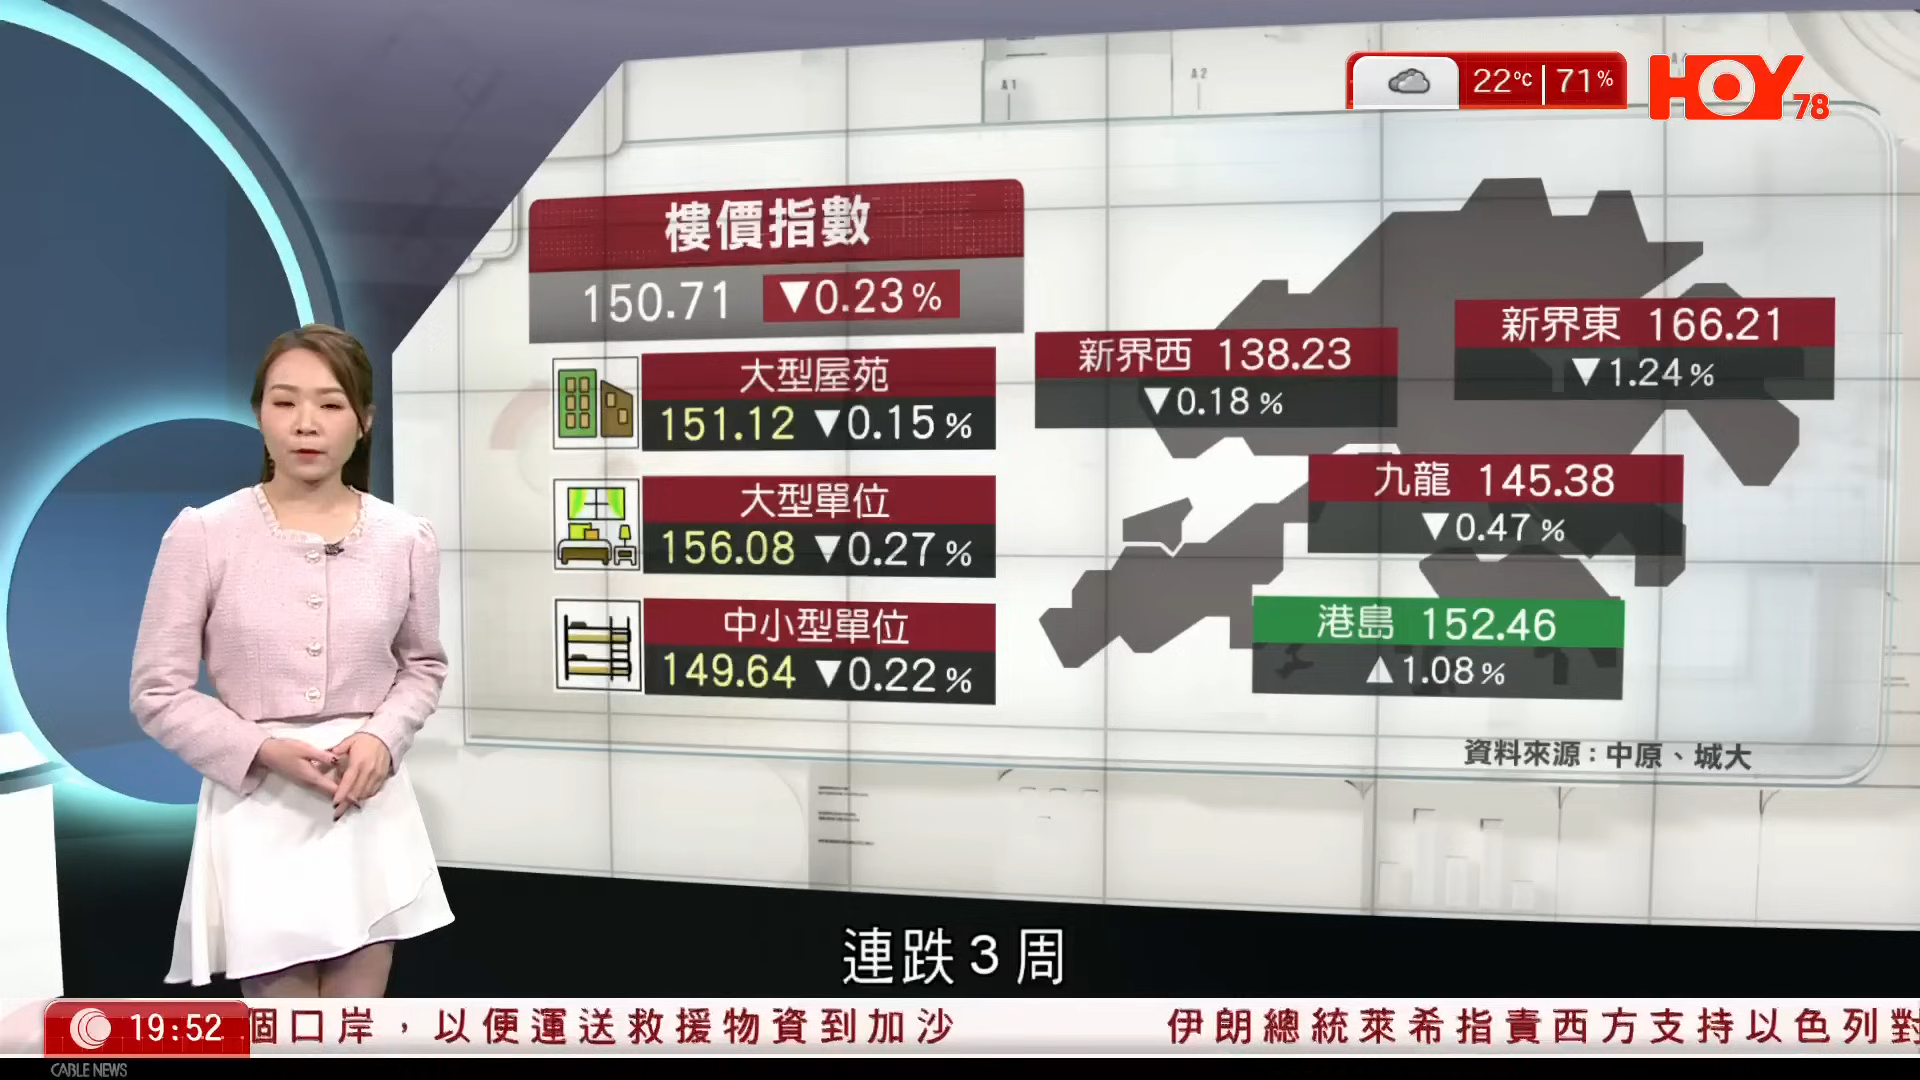 A1
A2
22°C 71%
HOY 78
樓價指數
150.71 ▼0.23%
大型屋苑
151.12 ▼0.15%
大型單位
156.08 ▼0.27%
中小型單位
149.64 ▼0.22%
新界西 138.23
▼0.18%
新界東 166.21
▼1.24%
九龍 145.38
▼0.47%
港島 152.46
▲1.08%
資料來源:中原、城大
連跌3周
19:52
個口岸,以便運送救援物資到加沙 伊朗總統萊希指責西方支持以色列對
CABLE NEWS